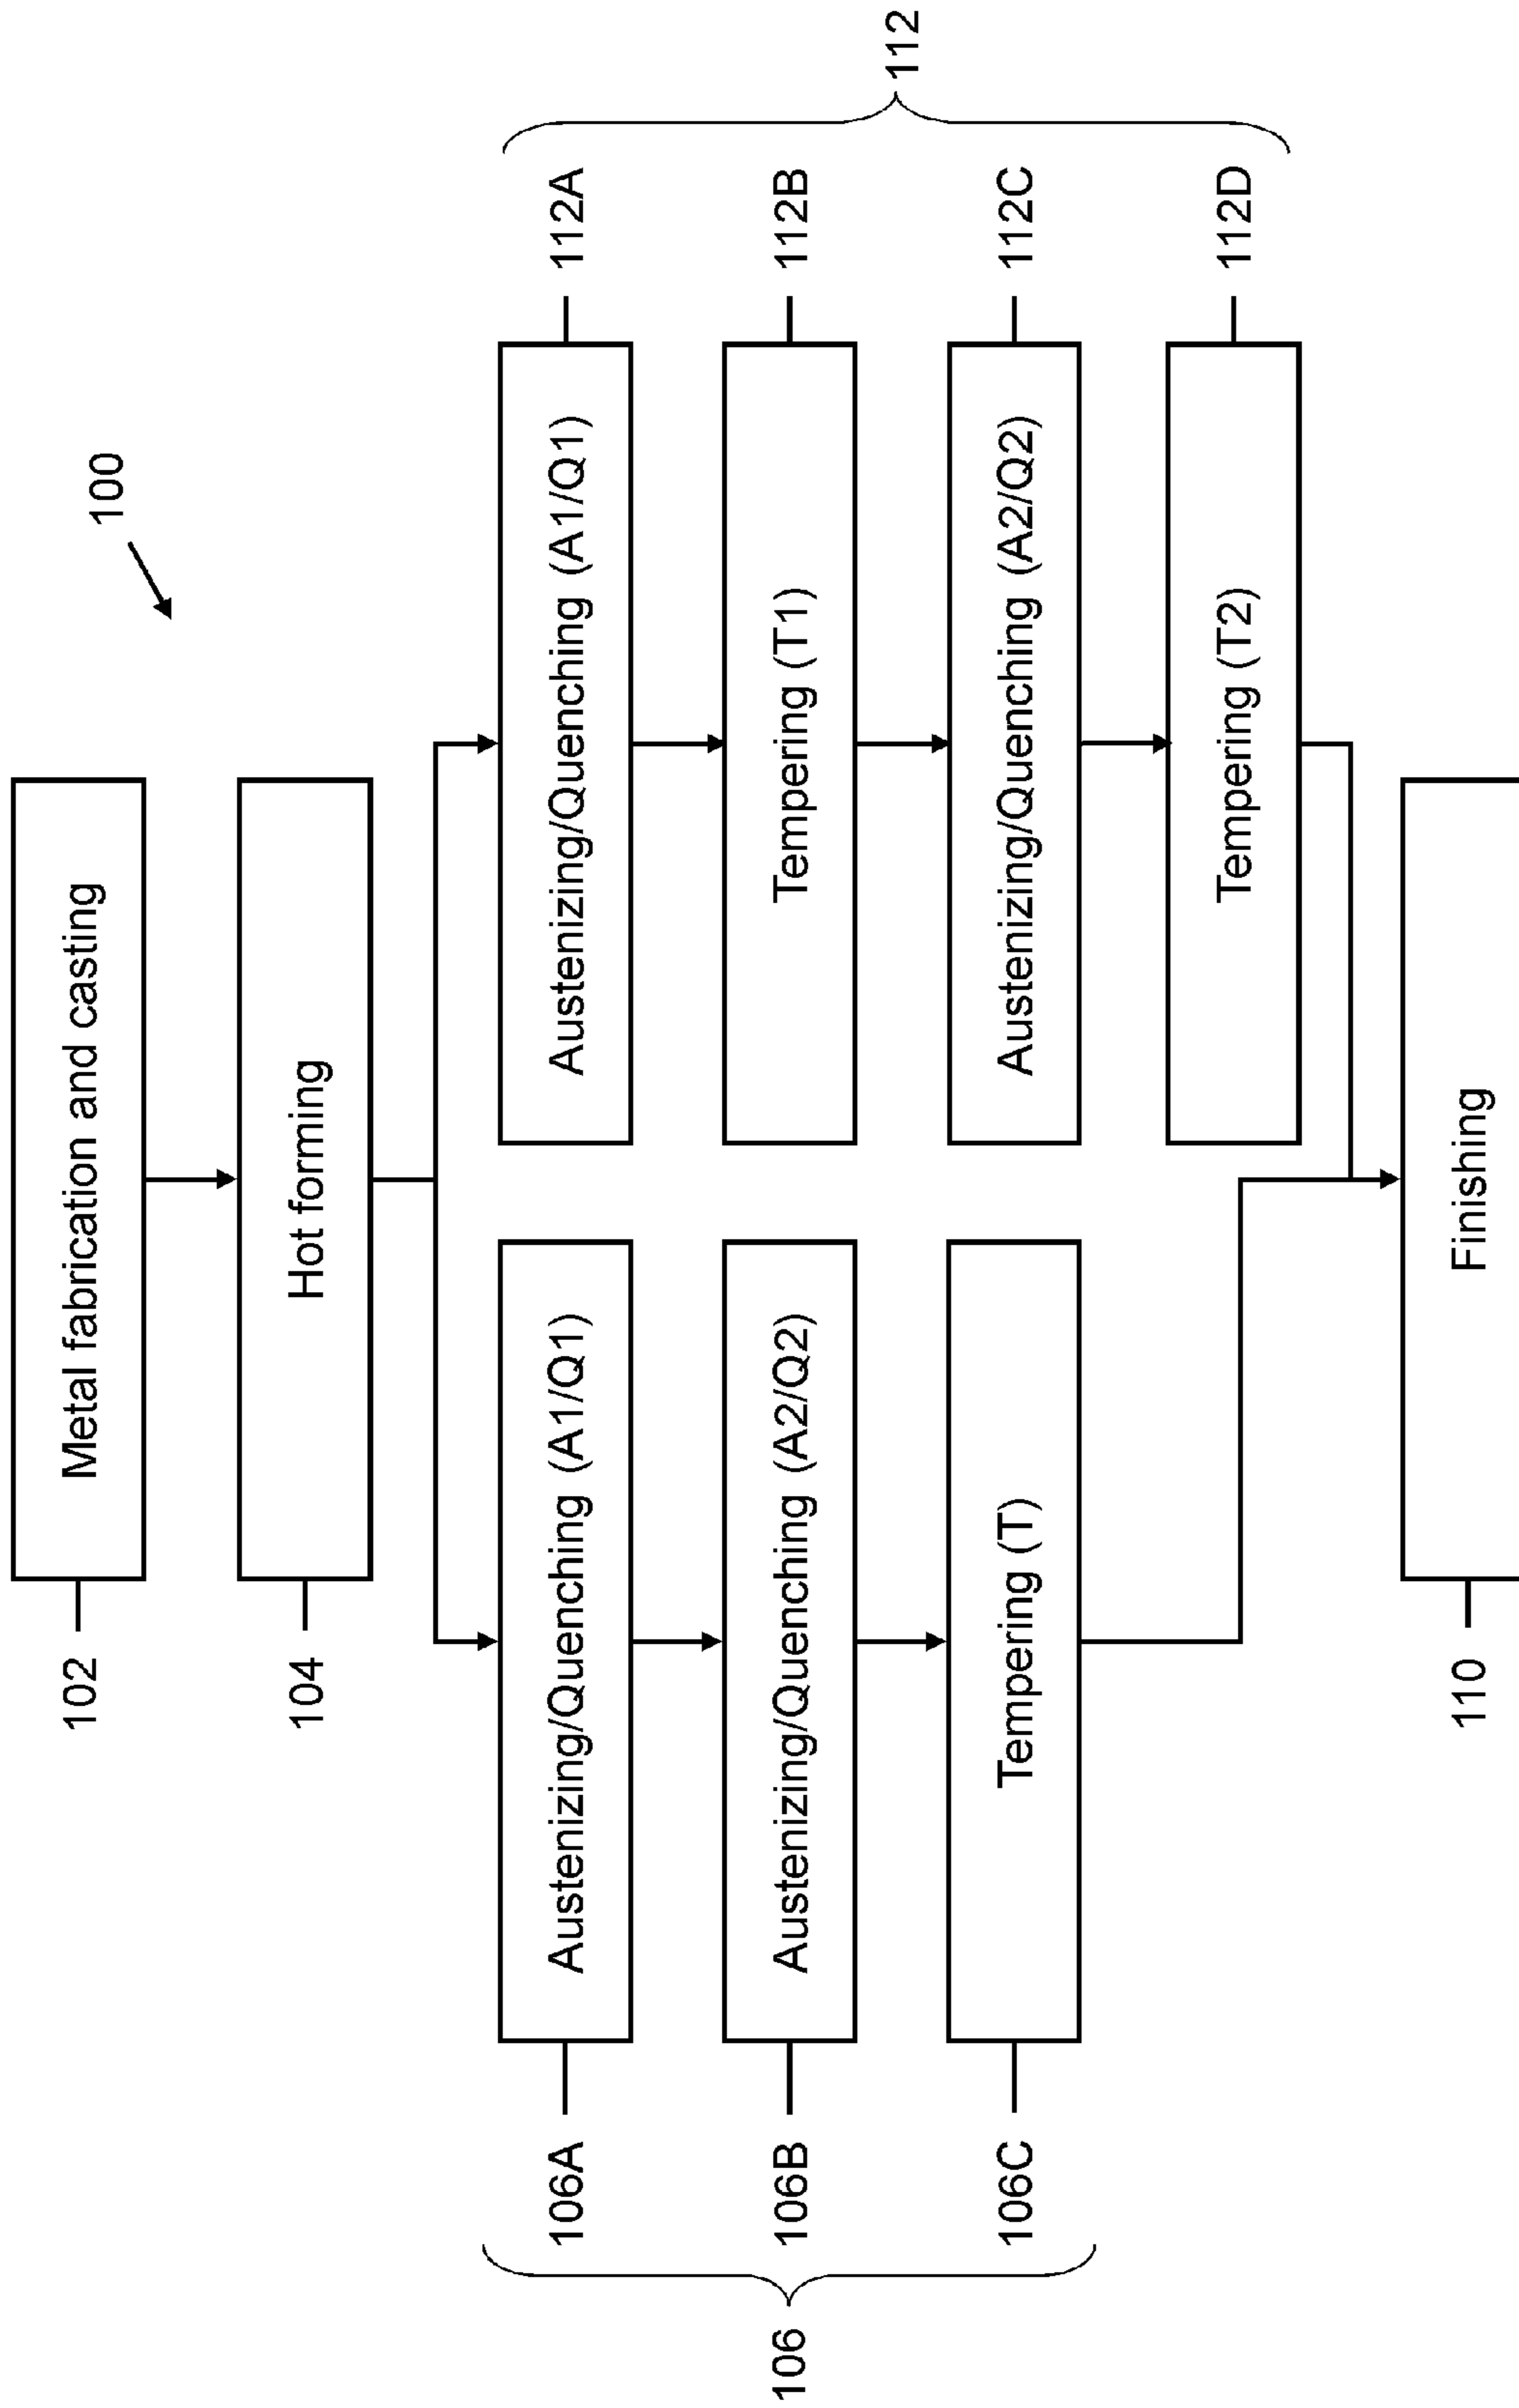 100
102
Metal fabrication and casting
104
Hot forming
106
106A
Austenizing/Quenching (A1/Q1)
106B
Austenizing/Quenching (A2/Q2)
106C
Tempering (T)
Austenizing/Quenching (A1/Q1)
112A
Tempering (T1)
112B
Austenizing/Quenching (A2/Q2)
112C
Tempering (T2)
112D
112
110
Finishing